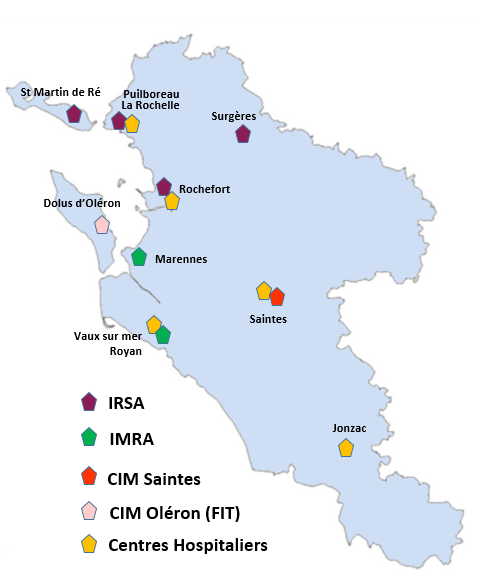 St Martin de Ré
Puilboreau
La Rochelle
Surgères
Rochefort
Dolus d'Oléron
Marennes
Saintes
Vaux sur mer
Royan
Jonzac
IRSA
IMRA
CIM Saintes
CIM Oléron (FIT)
Centres Hospitaliers